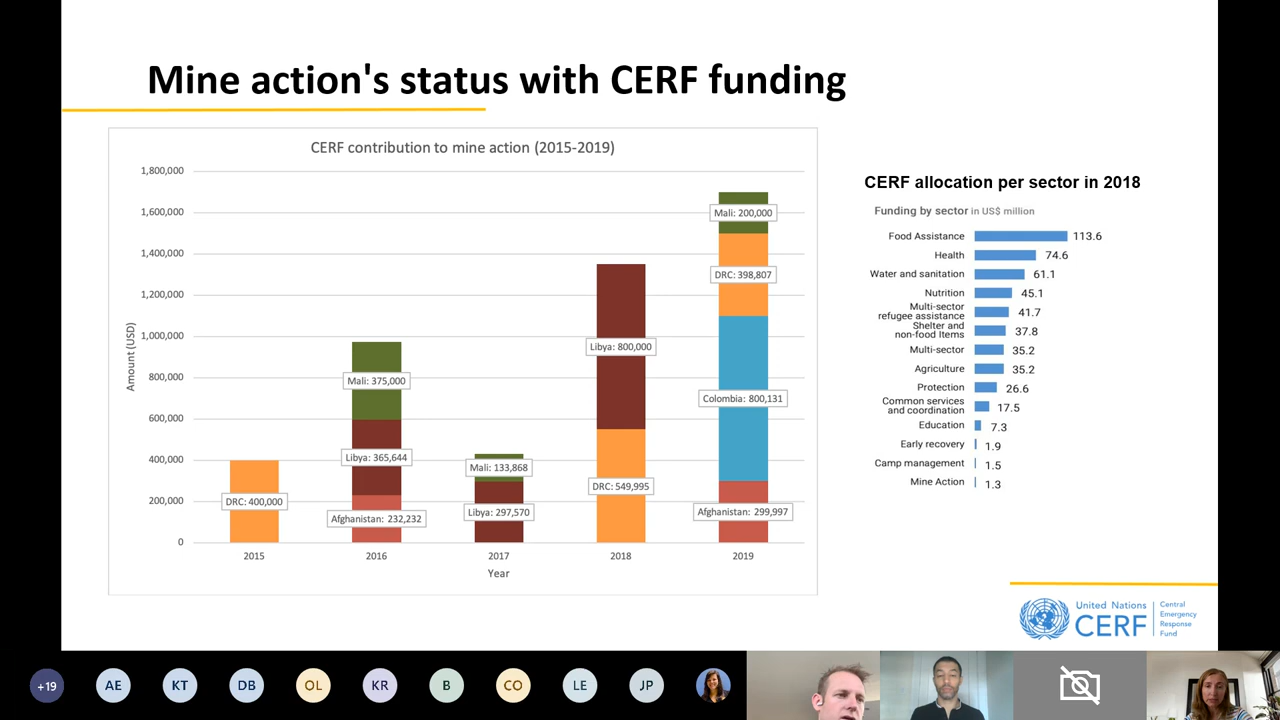 Mine action's status with CERF funding
CERF contribution to mine action (2015-2019)
1,800,000
1,600,000
1,400,000
1,200,000
1,000,000
800,000
600,000
400,000
200,000
0
Amount (USD)
DRC: 400,000
Mali: 375,000
Libya: 365,644
Afghanistan: 232,232
Mali: 133,868
Libya: 297,570
Libya: 800,000
DRC: 549,995
Mali: 200,000
DRC: 398,807
Colombia: 800,131
Afghanistan: 299,997
2015
2016
2017
2018
2019
Year
CERF allocation per sector in 2018
Funding by sector in US$ million
Food Assistance 113.6
Health 74.6
Water and sanitation 61.1
Nutrition 45.1
Multi-sector
refugee assistance 41.7
Shelter and
non-food Items 37.8
Multi-sector 35.2
Agriculture 35.2
Protection 26.6
Common services
and coordination 17.5
Education 7.3
Early recovery 1.9
Camp management 1.5
Mine Action 1.3
United Nations
CERF
Central
Emergency
Response
Fund
+19
AE
KT
DB
OL
KR
B
CO
LE
JP